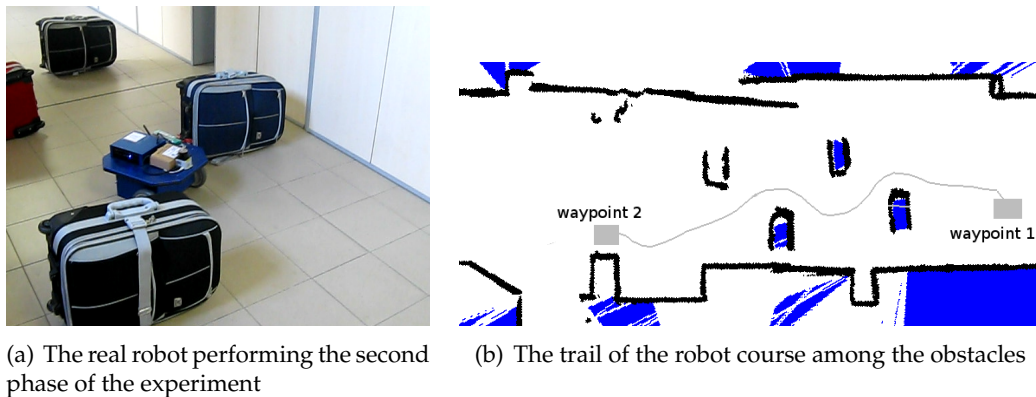 waypoint 2
waypoint 1
(a) The real robot performing the second
phase of the experiment
(b) The trail of the robot course among the obstacles